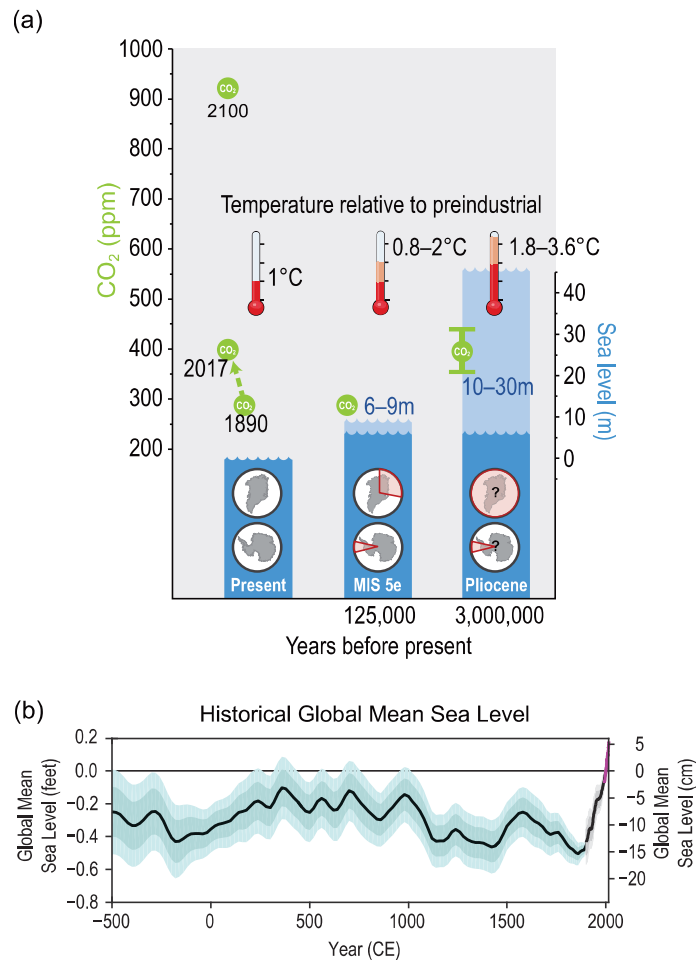 (a)
1000
900
800
700
600
500
400
300
200
CO₂ (ppm)
CO₂
2100
Temperature relative to preindustrial
1°C
0.8–2°C
1.8–3.6°C
40
30
20
10
0
Sea level (m)
CO₂
2017
CO₂
1890
CO₂
6–9m
CO₂
10–30m
?
?
Present
MIS 5e
Pliocene
125,000
3,000,000
Years before present
(b)
Historical Global Mean Sea Level
0.2
0.0
−0.2
−0.4
−0.6
−0.8
Global Mean
Sea Level (feet)
5
0
−5
−10
−15
−20
Global Mean
Sea Level (cm)
−500
0
500
1000
1500
2000
Year (CE)